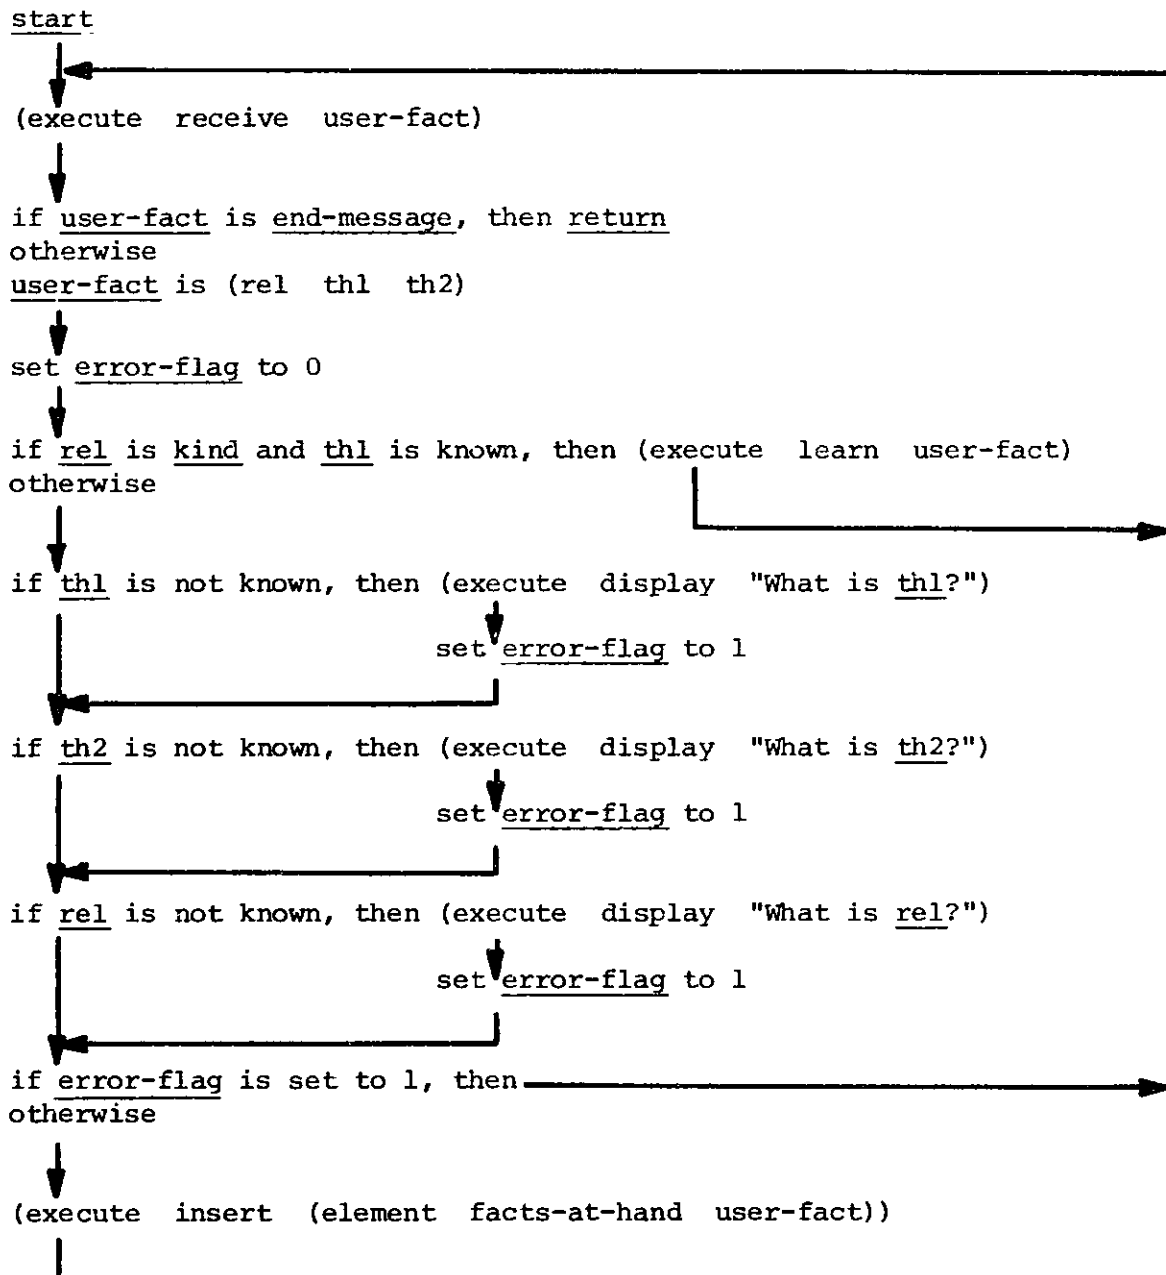 start
(execute receive user-fact)
if user-fact is end-message, then return
otherwise
user-fact is (rel th1 th2)
set error-flag to 0
if rel is kind and th1 is known, then (execute learn user-fact)
otherwise
if th1 is not known, then (execute display "What is th1?")
set error-flag to 1
if th2 is not known, then (execute display "What is th2?")
set error-flag to 1
if rel is not known, then (execute display "What is rel?")
set error-flag to 1
if error-flag is set to 1, then
otherwise
(execute insert (element facts-at-hand user-fact))